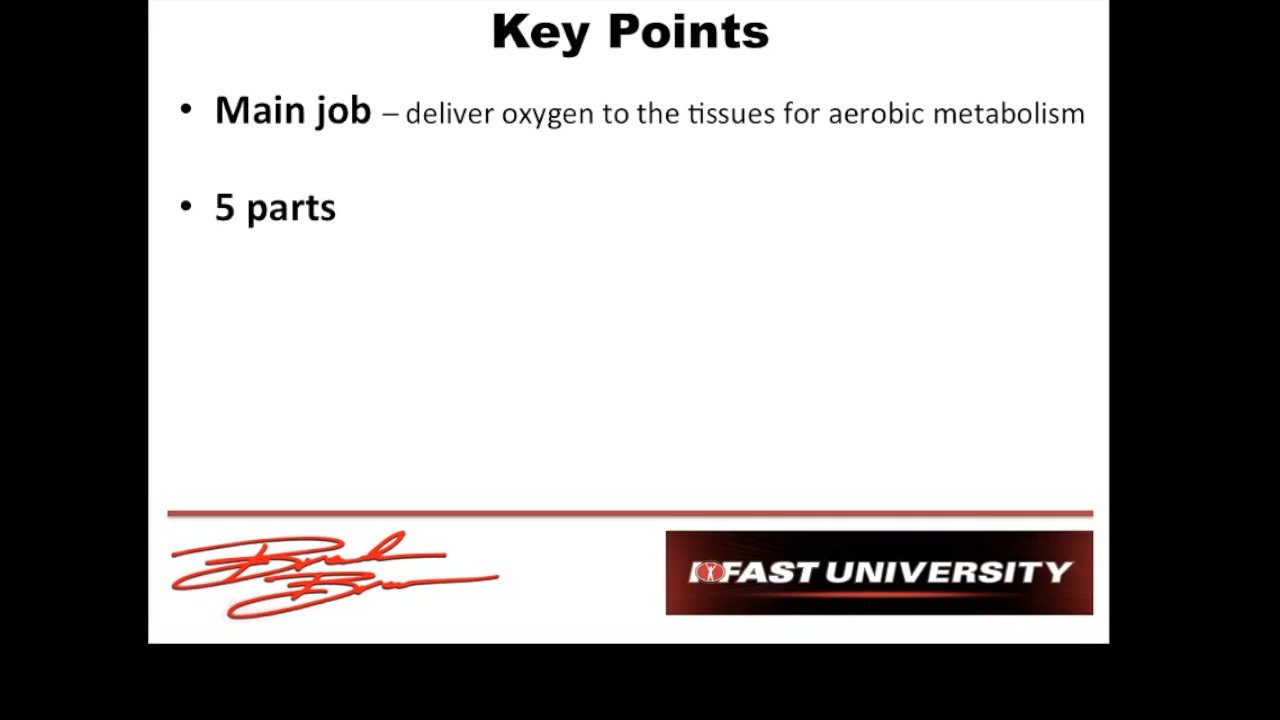 Key Points
• Main job – deliver oxygen to the tissues for aerobic metabolism
• 5 parts
FAST UNIVERSITY